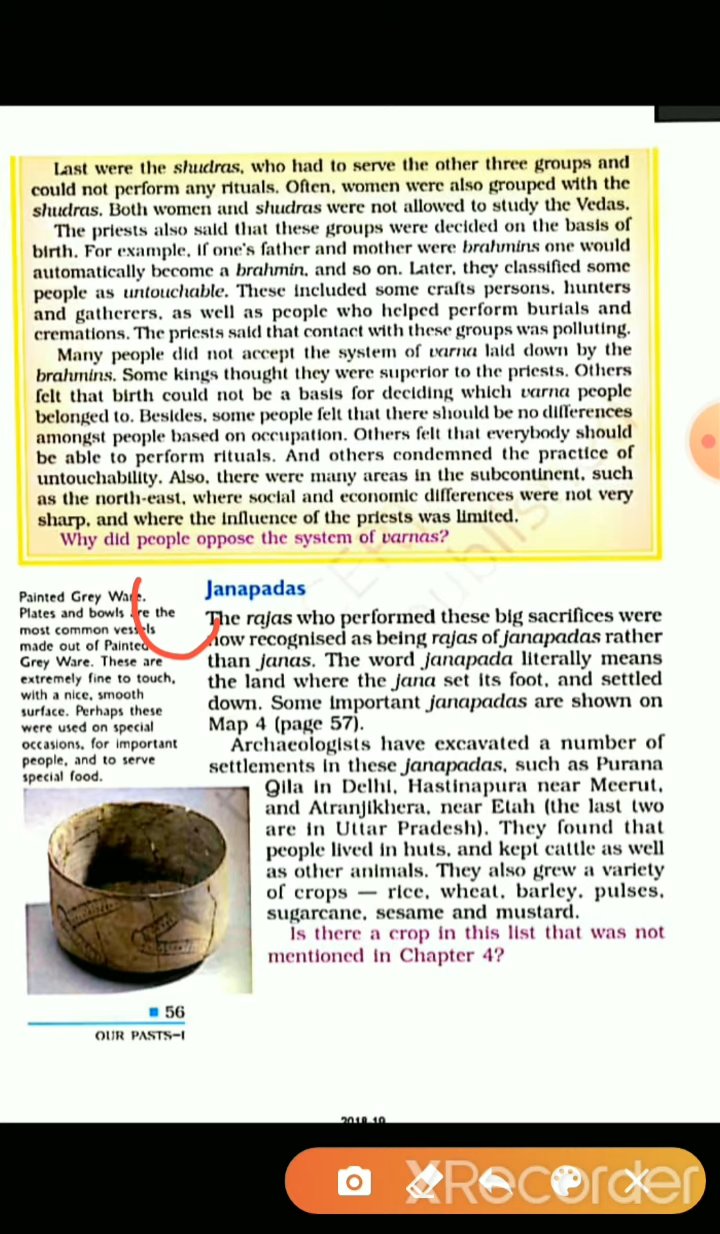 Last were the shudras, who had to serve the other three groups and
could not perform any rituals. Often, women were also grouped with the
shudras. Both women and shudras were not allowed to study the Vedas.
The priests also said that these groups were decided on the basis of
birth. For example, if one's father and mother were brahmins one would
automatically become a brahmin, and so on. Later, they classified some
people as untouchable. These included some crafts persons, hunters
and gatherers, as well as people who helped perform burials and
cremations. The priests said that contact with these groups was polluting.
Many people did not accept the system of varna laid down by the
brahmins. Some kings thought they were superior to the priests. Others
felt that birth could not be a basis for deciding which varna people
belonged to. Besides, some people felt that there should be no differences
amongst people based on occupation. Others felt that everybody should
be able to perform rituals. And others condemned the practice of
untouchability. Also, there were many areas in the subcontinent, such
as the north-east, where social and economic differences were not very
sharp, and where the influence of the priests was limited.
Why did people oppose the system of varnas?
Painted Grey Ware.
Plates and bowls are the
most common vessels
made out of Painted
Grey Ware. These are
extremely fine to touch,
with a nice, smooth
surface. Perhaps these
were used on special
occasions, for important
people, and to serve
special food.
Janapadas
The rajas who performed these big sacrifices were
now recognised as being rajas of janapadas rather
than janas. The word janapada literally means
the land where the jana set its foot, and settled
down. Some important janapadas are shown on
Map 4 (page 57).
Archaeologists have excavated a number of
settlements in these janapadas, such as Purana
Qila in Delhi, Hastinapura near Meerut,
and Atranjikhera, near Etah (the last two
are in Uttar Pradesh). They found that
people lived in huts, and kept cattle as well
as other animals. They also grew a variety
of crops — rice, wheat, barley, pulses,
sugarcane, sesame and mustard.
Is there a crop in this list that was not
mentioned in Chapter 4?
56
OUR PASTS–I
2018-19
XRecorder